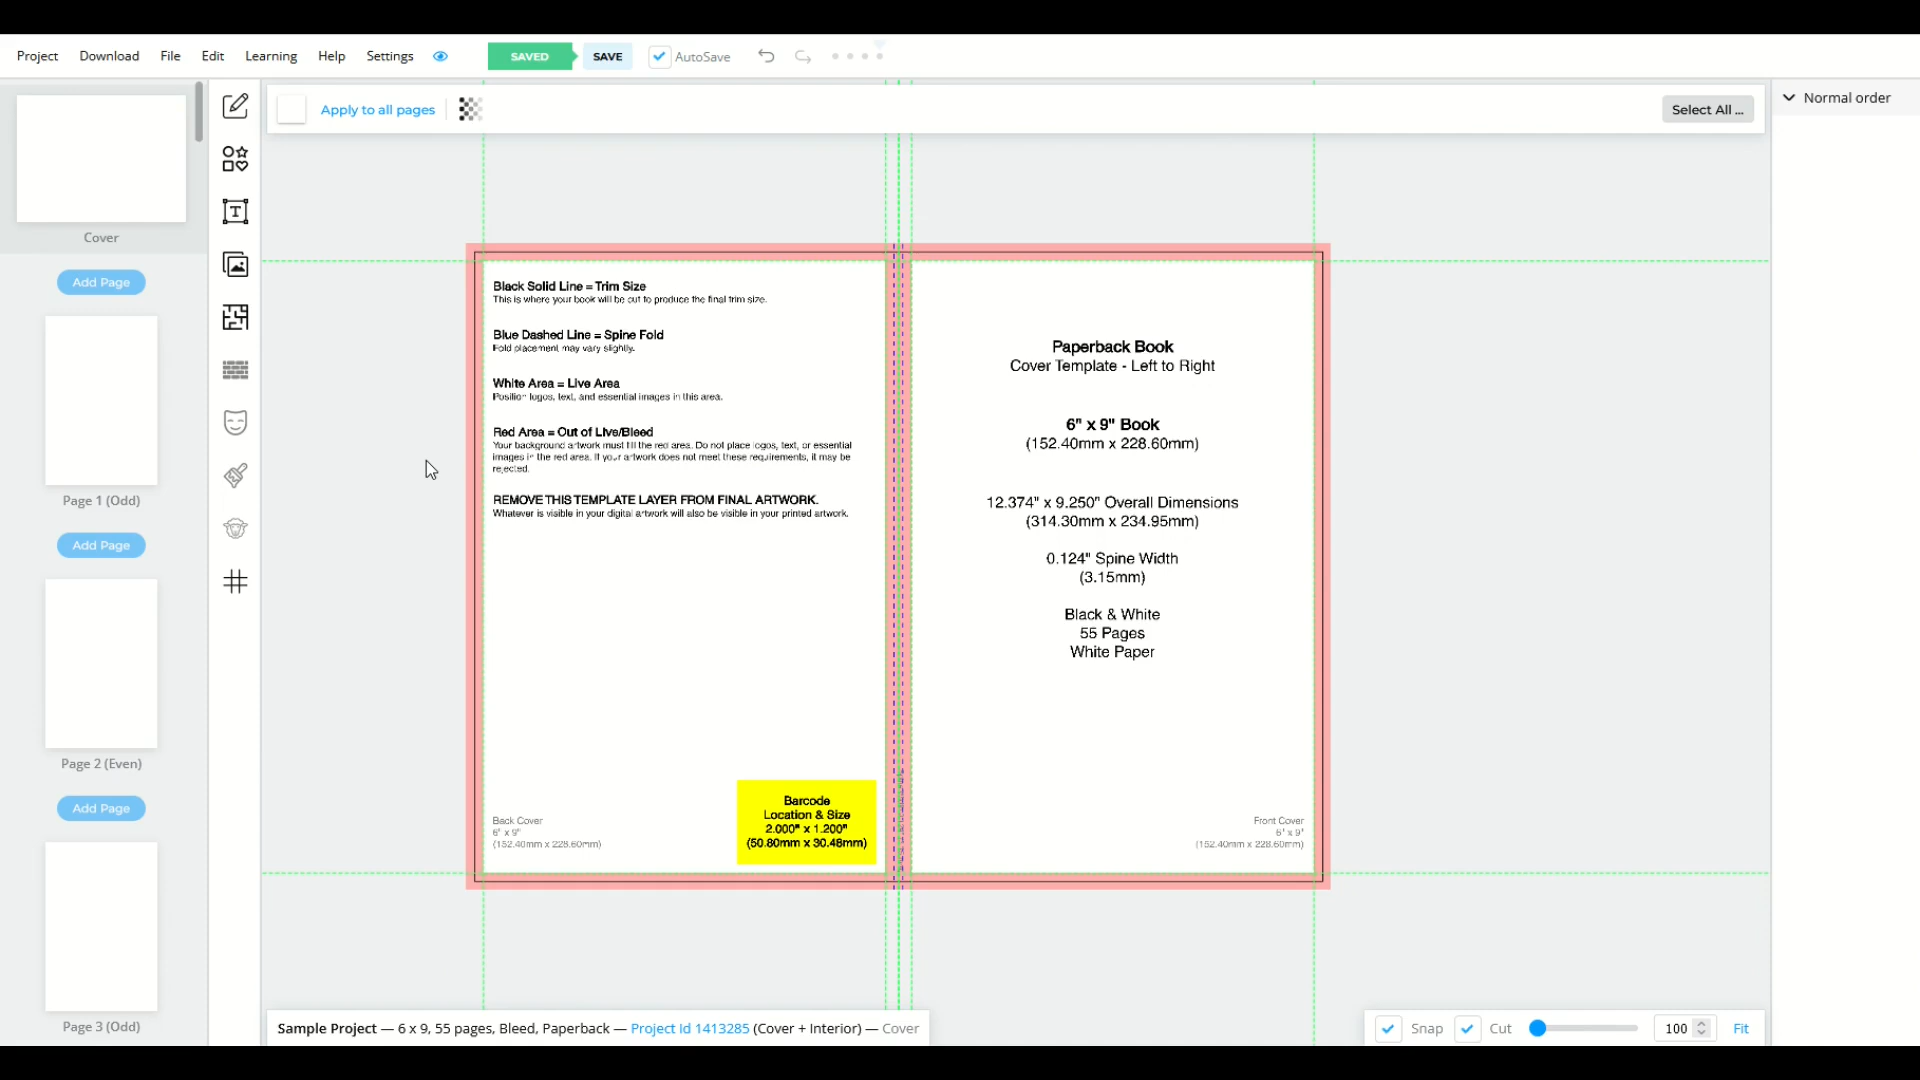 Project Download File Edit Learning Help Settings SAVED SAVE AutoSave
Apply to all pages
Select All ...
Normal order
Cover
Add Page
Page 1 (Odd)
Add Page
Page 2 (Even)
Add Page
Page 3 (Odd)
Black Solid Line = Trim Size
This is where your book will be cut to produce the final trim size.
Blue Dashed Line = Spine Fold
Fold placement may vary slightly.
White Area = Live Area
Position logos, text, and essential images in this area.
Red Area = Out of Live/Bleed
Your background artwork must fill the red area. Do not place logos, text, or essential
images in the red area. If your artwork does not meet these requirements, it may be
rejected.
REMOVE THIS TEMPLATE LAYER FROM FINAL ARTWORK.
Whatever is visible in your digital artwork will also be visible in your printed artwork.
Back Cover
6" x 9"
(152.40mm x 228.60mm)
Barcode
Location & Size
2.000" x 1.200"
(50.80mm x 30.48mm)
Paperback Book
Cover Template - Left to Right
6" x 9" Book
(152.40mm x 228.60mm)
12.374" x 9.250" Overall Dimensions
(314.30mm x 234.95mm)
0.124" Spine Width
(3.15mm)
Black & White
55 Pages
White Paper
Front Cover
6" x 9"
(152.40mm x 228.60mm)
Sample Project — 6 x 9, 55 pages, Bleed, Paperback — Project Id 1413285 (Cover + Interior) — Cover
Snap Cut 100 Fit